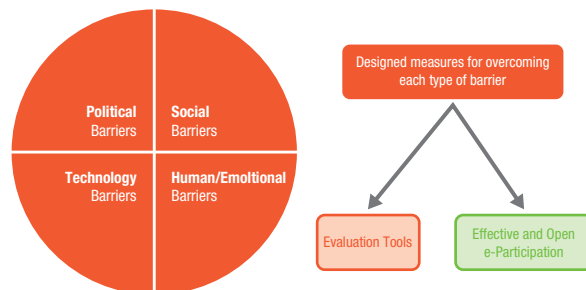 Political
Barriers
Social
Barriers
Technology
Barriers
Human/Emoltional
Barriers
Designed measures for overcoming
each type of barrier
Evaluation Tools
Effective and Open
e-Participation